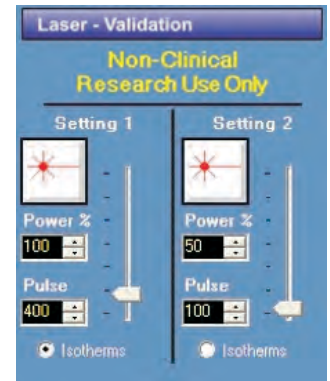 Laser - Validation
Non-Clinical
Research Use Only
Setting 1
Setting 2
Power %
Power %
100
50
Pulse
Pulse
400
100
Isotherms
Isotherms